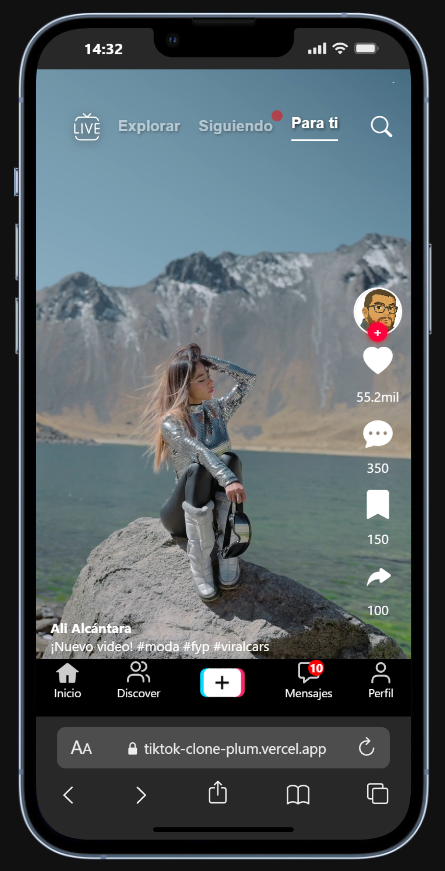 14:32
LIVE Explorar Siguiendo Para ti
55.2mil
350
150
100
Ali Alcántara
¡Nuevo video! #moda #fyp #viralcars
10
Inicio Discover Mensajes Perfil
AA tiktok-clone-plum.vercel.app